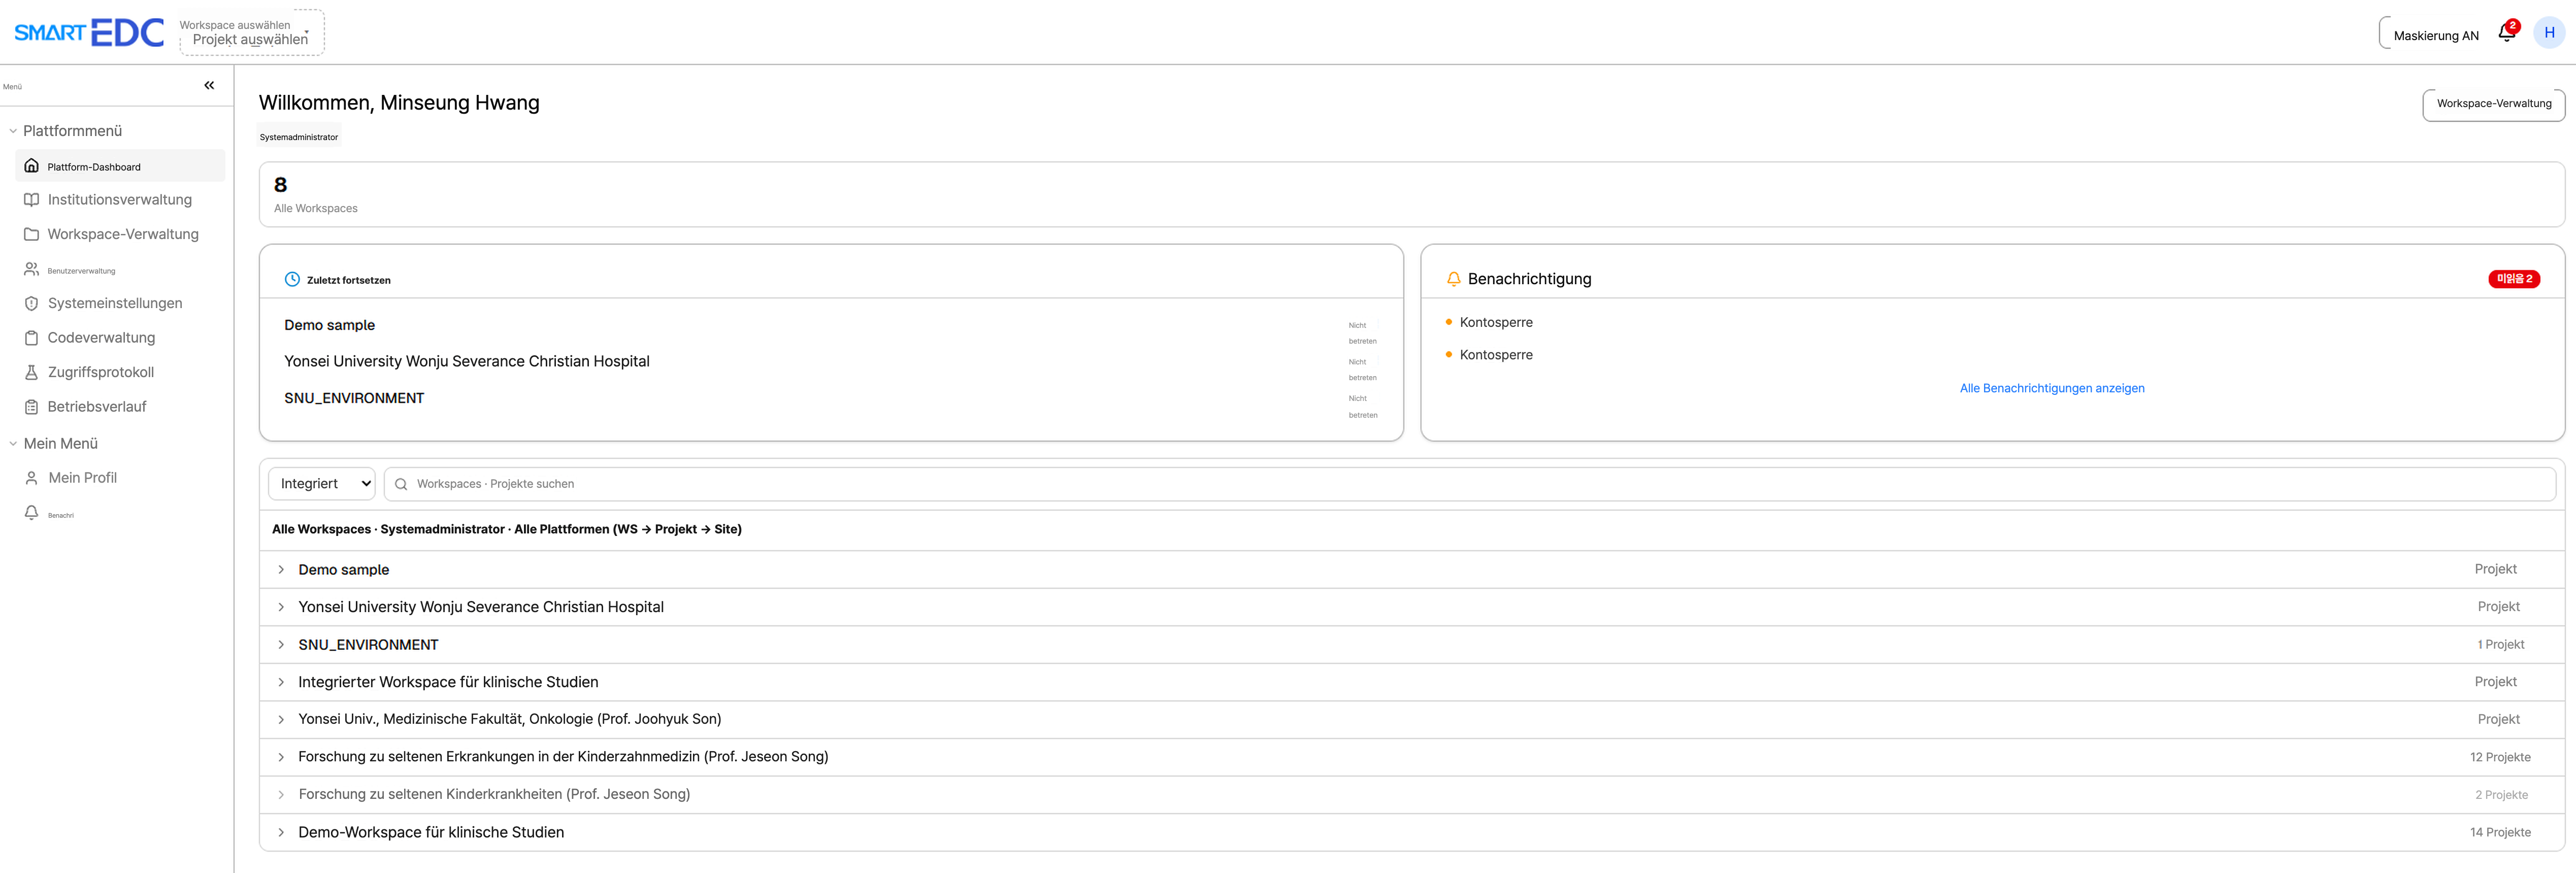 SMART EDC
Workspace auswählen
Projekt auswählen
Maskierung AN
2
H
Menü
Plattformmenü
Plattform-Dashboard
Institutionsverwaltung
Workspace-Verwaltung
Benutzerverwaltung
Systemeinstellungen
Codeverwaltung
Zugriffsprotokoll
Betriebsverlauf
Mein Menü
Mein Profil
Benachri
Willkommen, Minseung Hwang
Workspace-Verwaltung
Systemadministrator
8
Alle Workspaces
Zuletzt fortsetzen
Demo sample
Nicht
betreten
Yonsei University Wonju Severance Christian Hospital
Nicht
betreten
SNU_ENVIRONMENT
Nicht
betreten
Benachrichtigung
미읽음 2
Kontosperre
Kontosperre
Alle Benachrichtigungen anzeigen
Integriert
Workspaces · Projekte suchen
Alle Workspaces · Systemadministrator · Alle Plattformen (WS → Projekt → Site)
Demo sample
Projekt
Yonsei University Wonju Severance Christian Hospital
Projekt
SNU_ENVIRONMENT
1 Projekt
Integrierter Workspace für klinische Studien
Projekt
Yonsei Univ., Medizinische Fakultät, Onkologie (Prof. Joohyuk Son)
Projekt
Forschung zu seltenen Erkrankungen in der Kinderzahnmedizin (Prof. Jeseon Song)
12 Projekte
Forschung zu seltenen Kinderkrankheiten (Prof. Jeseon Song)
2 Projekte
Demo-Workspace für klinische Studien
14 Projekte